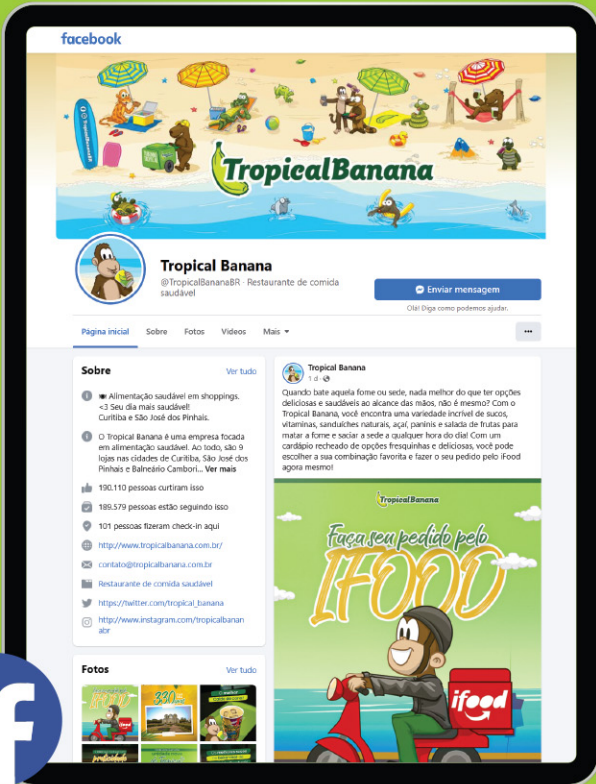 facebook
TropicalBanana
Tropical Banana
@TropicalBananaBR · Restaurante de comida
saudável
Enviar mensagem
Olá! Diga como podemos ajudar.
Página inicial Sobre Fotos Vídeos Mais
Sobre Ver tudo
Alimentação saudável em shoppings.
<3 Seu dia mais saudável!
Curitiba e São José dos Pinhais.
O Tropical Banana é uma empresa focada
em alimentação saudável. Ao todo, são 9
lojas nas cidades de Curitiba, São José dos
Pinhais e Balneário Cambori... Ver mais
190.110 pessoas curtiram isso
189.579 pessoas estão seguindo isso
101 pessoas fizeram check-in aqui
http://www.tropicalbanana.com.br/
contato@tropicalbanana.com.br
Restaurante de comida saudável
https://twitter.com/tropical_banana
http://www.instagram.com/tropicalbanan
abr
Fotos Ver tudo
IFOOD
330
praticidade
Tropical Banana
1 d ·
Quando bate aquela fome ou sede, nada melhor do que ter opções
deliciosas e saudáveis ao alcance das mãos, não é mesmo? Com o
Tropical Banana, você encontra uma variedade incrível de sucos,
vitaminas, sanduíches naturais, açaí, paninis e salada de frutas para
matar a fome e saciar a sede a qualquer hora do dia! Com um
cardápio recheado de opções fresquinhas e deliciosas, você pode
escolher a sua combinação favorita e fazer o seu pedido pelo iFood
agora mesmo!
TropicalBanana
Faça seu pedido pelo
IFOOD
ifood
f